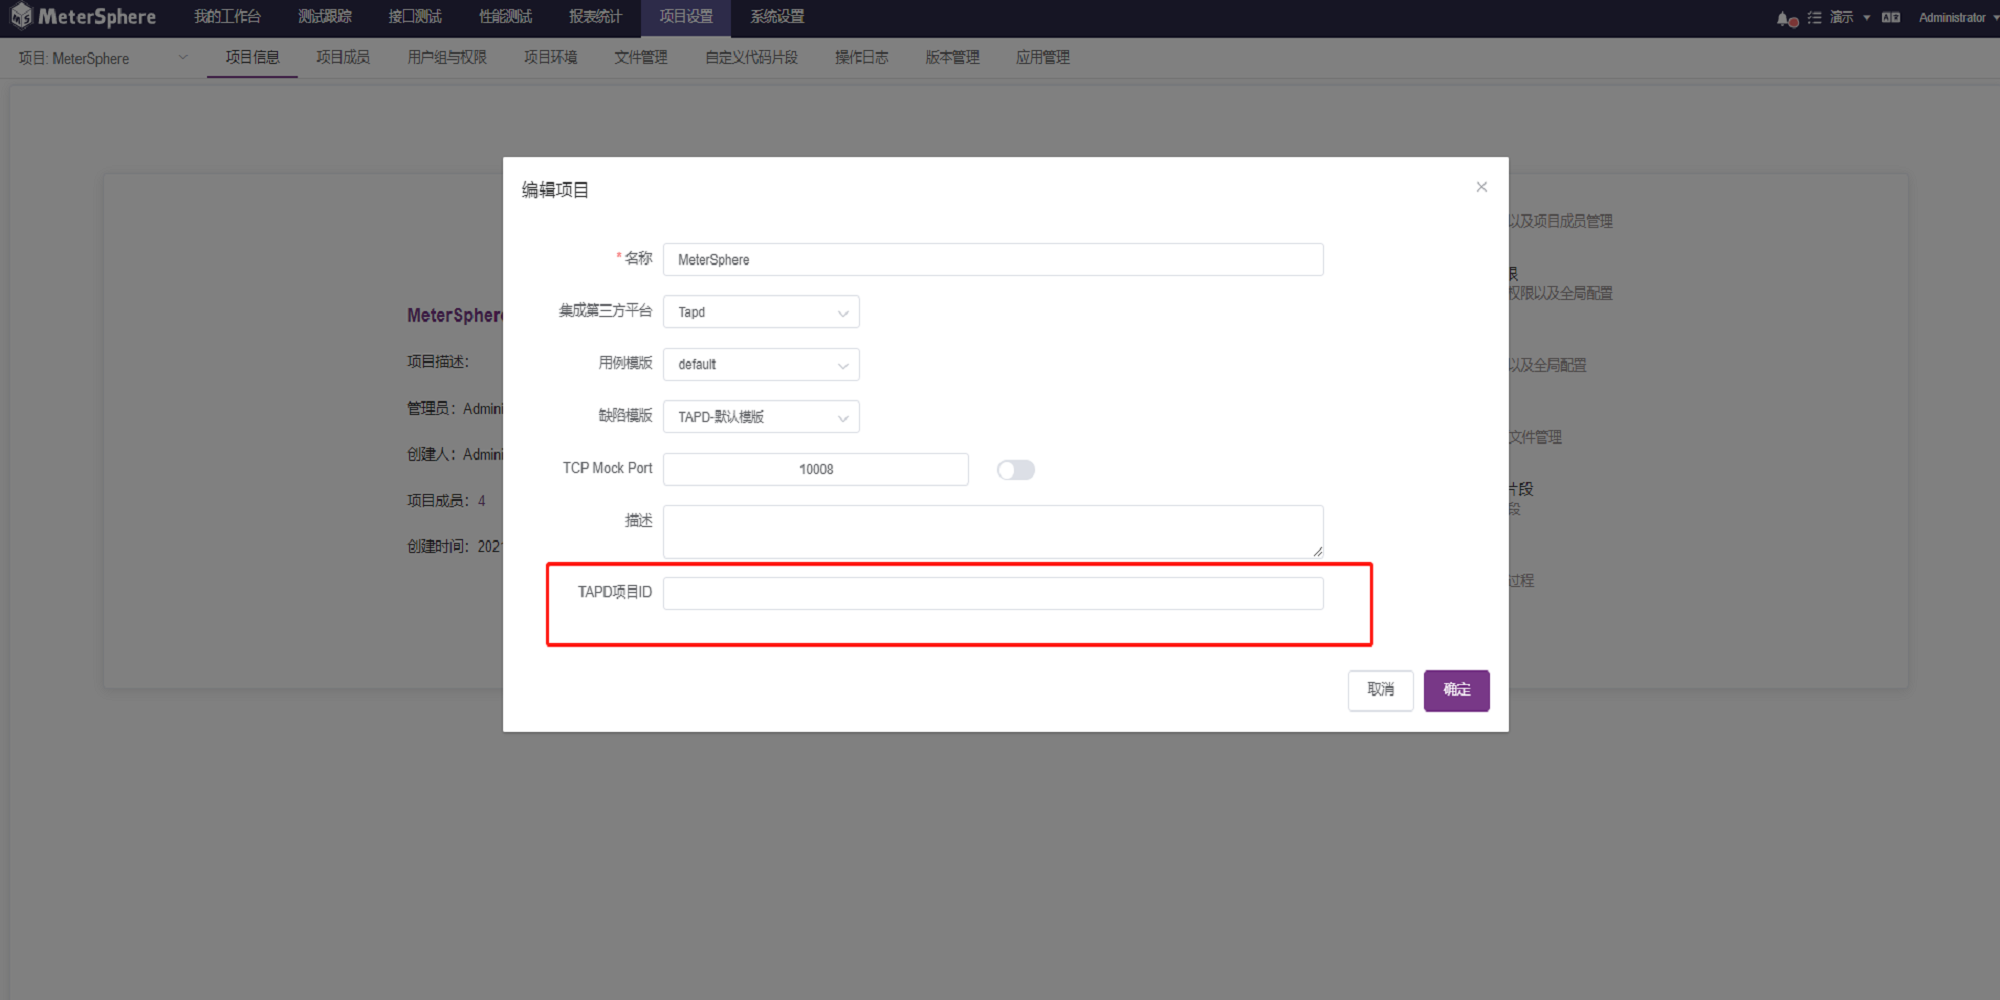 MeterSphere 我的工作台 测试跟踪 接口测试 性能测试 报表统计 项目设置 系统设置 演示 Administrator
项目: MeterSphere 项目信息 项目成员 用户组与权限 项目环境 文件管理 自定义代码片段 操作日志 版本管理 应用管理
编辑项目
以及项目成员管理
* 名称 MeterSphere
权限以及全局配置
集成第三方平台 Tapd
MeterSphere
项目描述:
用例模版 default
以及全局配置
管理员: Admini
缺陷模版 TAPD-默认模版
文件管理
创建人: Admini
TCP Mock Port 10008
片段
段
项目成员: 4
描述
创建时间: 202
过程
TAPD项目ID
取消 确定